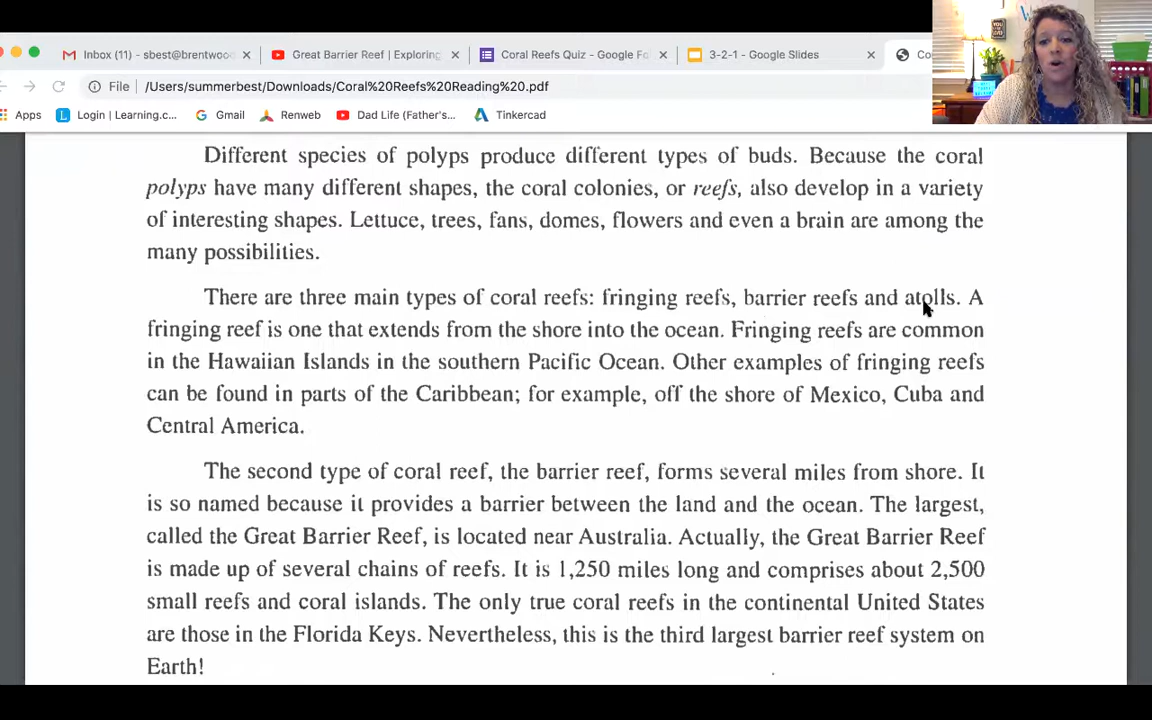 Inbox (11) - sbest@brentwoo
Great Barrier Reef | Exploring
Coral Reefs Quiz - Google Fo
3-2-1 - Google Slides
File
/Users/summerbest/Downloads/Coral%20Reefs%20Reading%20.pdf
Apps
Login | Learning.c...
Gmail
Renweb
Dad Life (Father's...
Tinkercad
Different species of polyps produce different types of buds. Because the coral
polyps have many different shapes, the coral colonies, or reefs, also develop in a variety
of interesting shapes. Lettuce, trees, fans, domes, flowers and even a brain are among the
many possibilities.
There are three main types of coral reefs: fringing reefs, barrier reefs and atolls. A
fringing reef is one that extends from the shore into the ocean. Fringing reefs are common
in the Hawaiian Islands in the southern Pacific Ocean. Other examples of fringing reefs
can be found in parts of the Caribbean; for example, off the shore of Mexico, Cuba and
Central America.
The second type of coral reef, the barrier reef, forms several miles from shore. It
is so named because it provides a barrier between the land and the ocean. The largest,
called the Great Barrier Reef, is located near Australia. Actually, the Great Barrier Reef
is made up of several chains of reefs. It is 1,250 miles long and comprises about 2,500
small reefs and coral islands. The only true coral reefs in the continental United States
are those in the Florida Keys. Nevertheless, this is the third largest barrier reef system on
Earth!